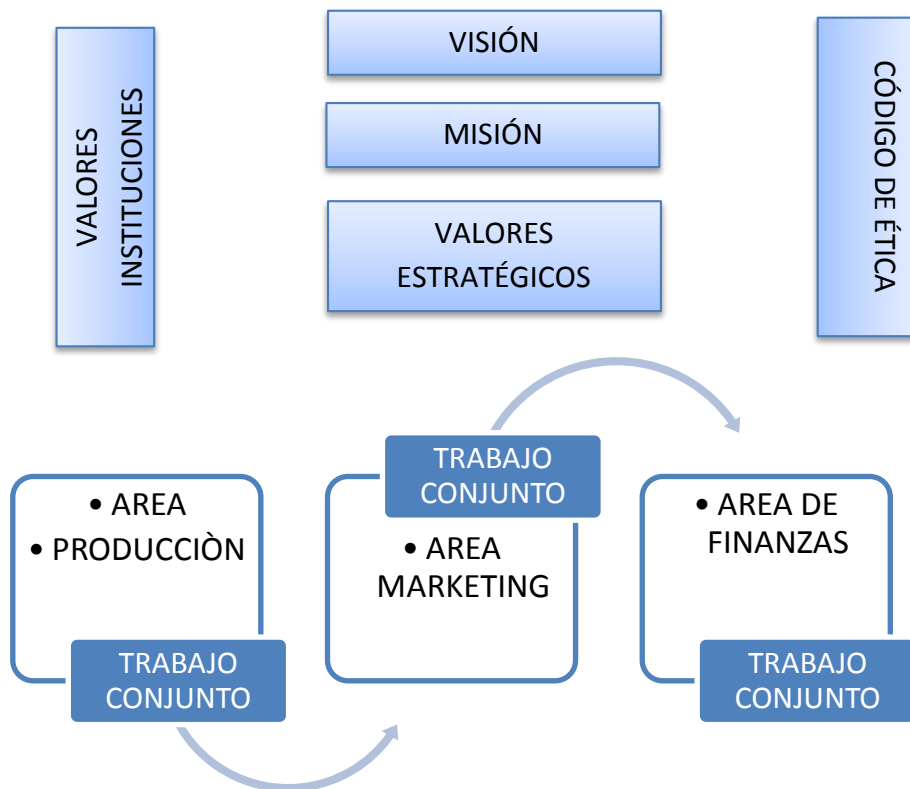 VALORES
INSTITUCIONES
VISIÓN
MISIÓN
VALORES
ESTRATÉGICOS
CÓDIGO DE ÉTICA
• AREA
• PRODUCCIÒN
TRABAJO
CONJUNTO
TRABAJO
CONJUNTO
• AREA
MARKETING
• AREA DE
FINANZAS
TRABAJO
CONJUNTO